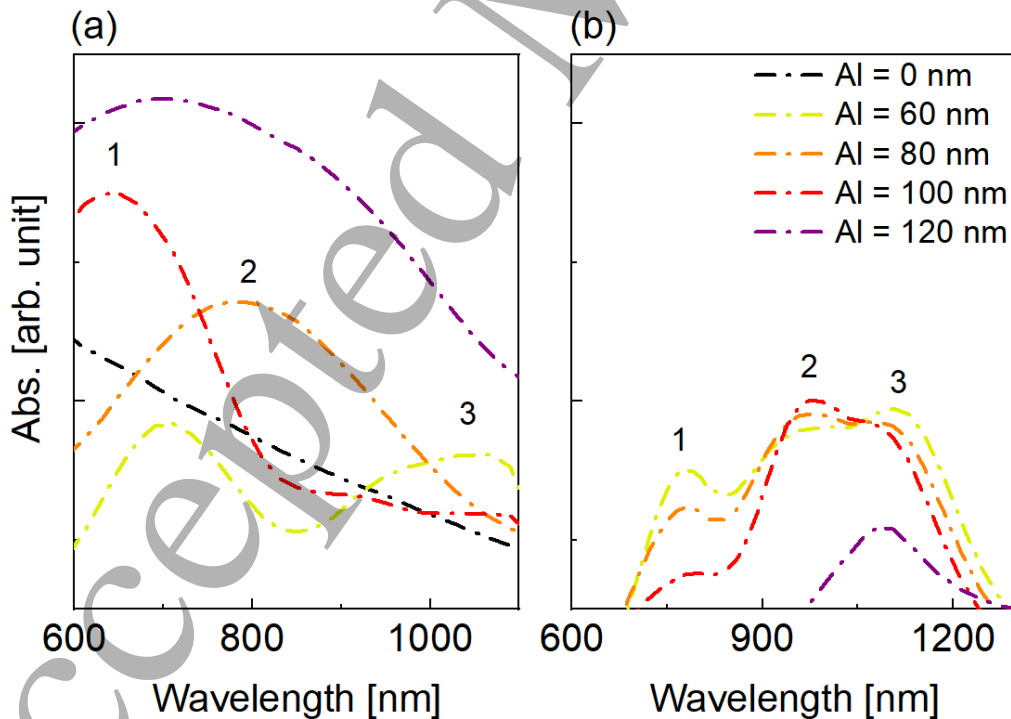 (a)
(b)
Al = 0 nm
Al = 60 nm
Al = 80 nm
Al = 100 nm
Al = 120 nm
1
2
3
1
2
3
Abs. [arb. unit]
600
800
1000
600
900
1200
Wavelength [nm]
Wavelength [nm]
cepted